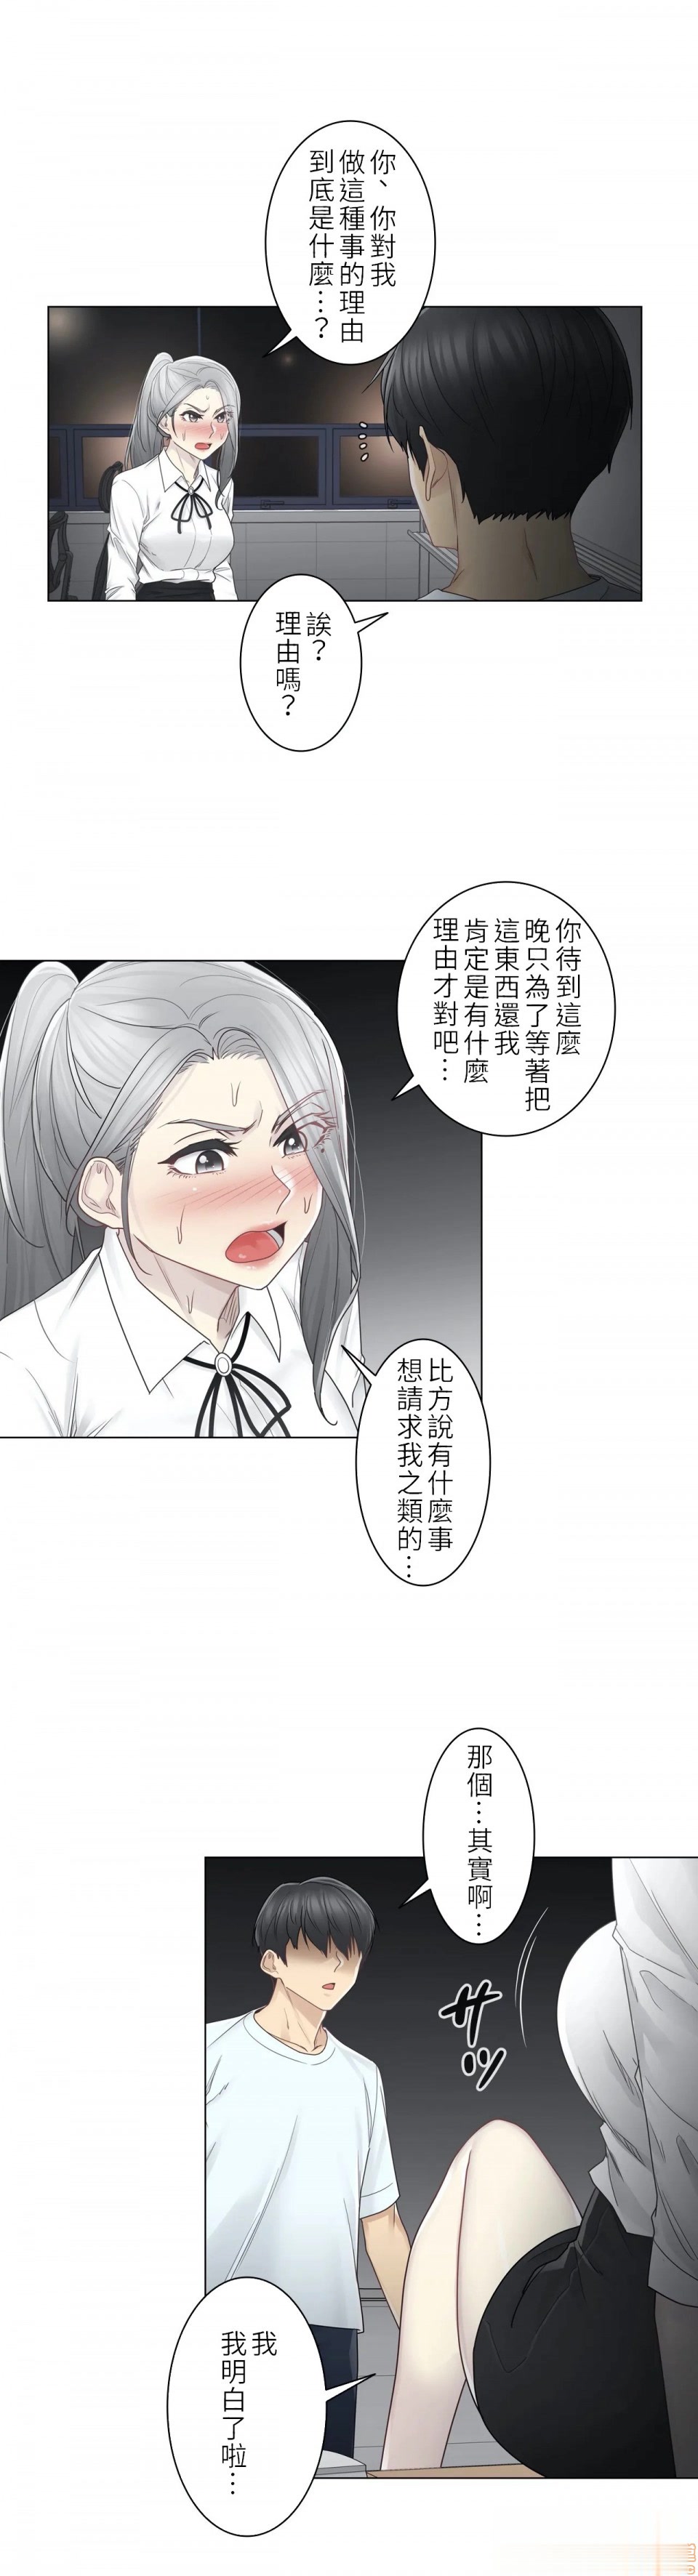 你、你對我
做這種事的理由
到底是什麼…？
誒？
理由嗎？
你待到這麼
晚只為了等著把
這東西還我
肯定是有什麼
理由才對吧…
比方說有什麼事
想請求我之類的…
那個…其實啊…
サッ
我
我明白了啦…